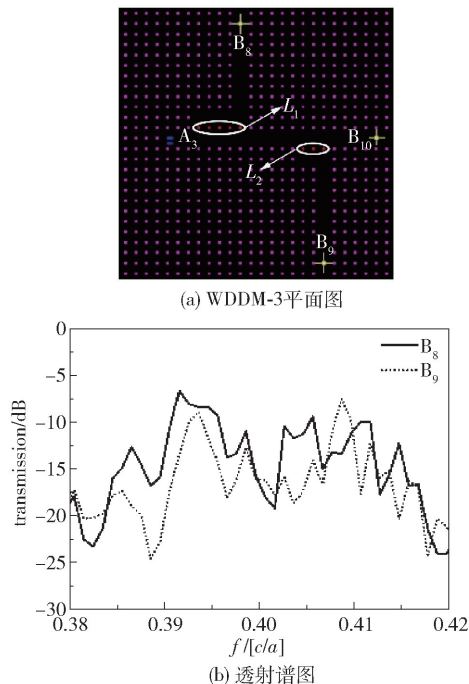 B₈
L₁
A₃
B₁₀
L₂
B₉
(a) WDDM-3平面图
B₈
B₉
transmission/dB
0
-5
-10
-15
-20
-25
-30
0.38 0.39 0.40 0.41 0.42
f/[c/a]
(b) 透射谱图